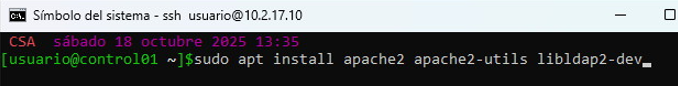 Símbolo del sistema - ssh usuario@10.2.17.10
CSA sábado 18 octubre 2025 13:35
[usuario@control01 ~]$sudo apt install apache2 apache2-utils libldap2-dev